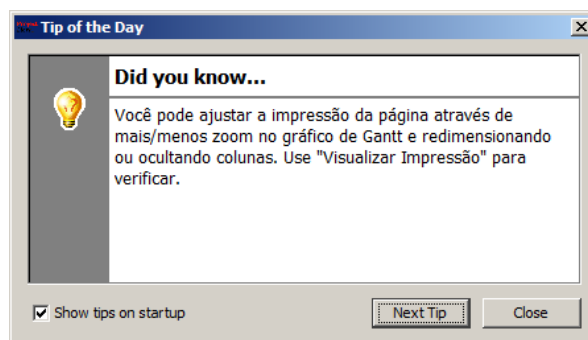 Tip of the Day
Did you know...
Você pode ajustar a impressão da página através de
mais/menos zoom no gráfico de Gantt e redimensionando
ou ocultando colunas. Use "Visualizar Impressão" para
verificar.
Show tips on startup
Next Tip
Close